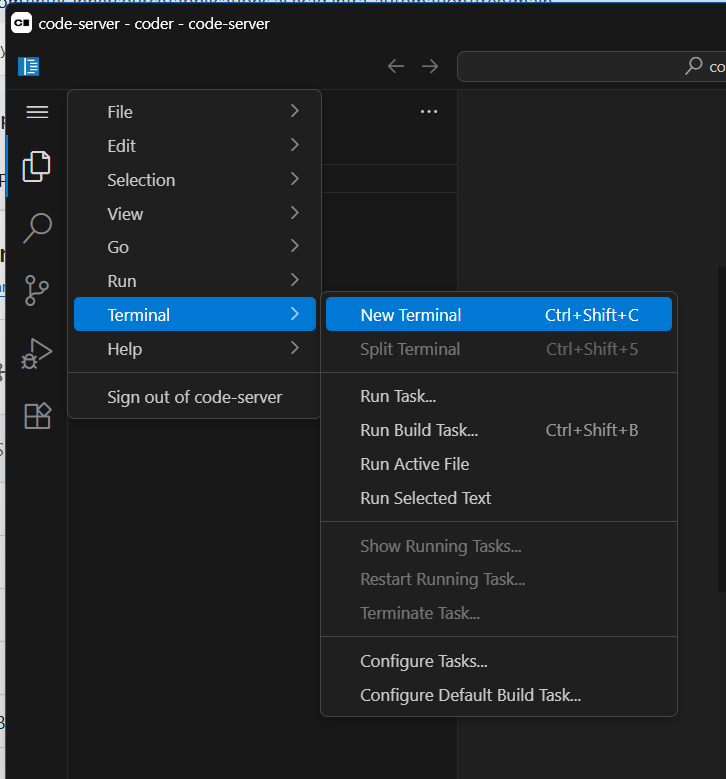 code-server - coder - code-server
co
File
Edit
Selection
View
Go
Run
Terminal
Help
Sign out of code-server
New Terminal Ctrl+Shift+C
Split Terminal Ctrl+Shift+5
Run Task...
Run Build Task... Ctrl+Shift+B
Run Active File
Run Selected Text
Show Running Tasks...
Restart Running Task...
Terminate Task...
Configure Tasks...
Configure Default Build Task...